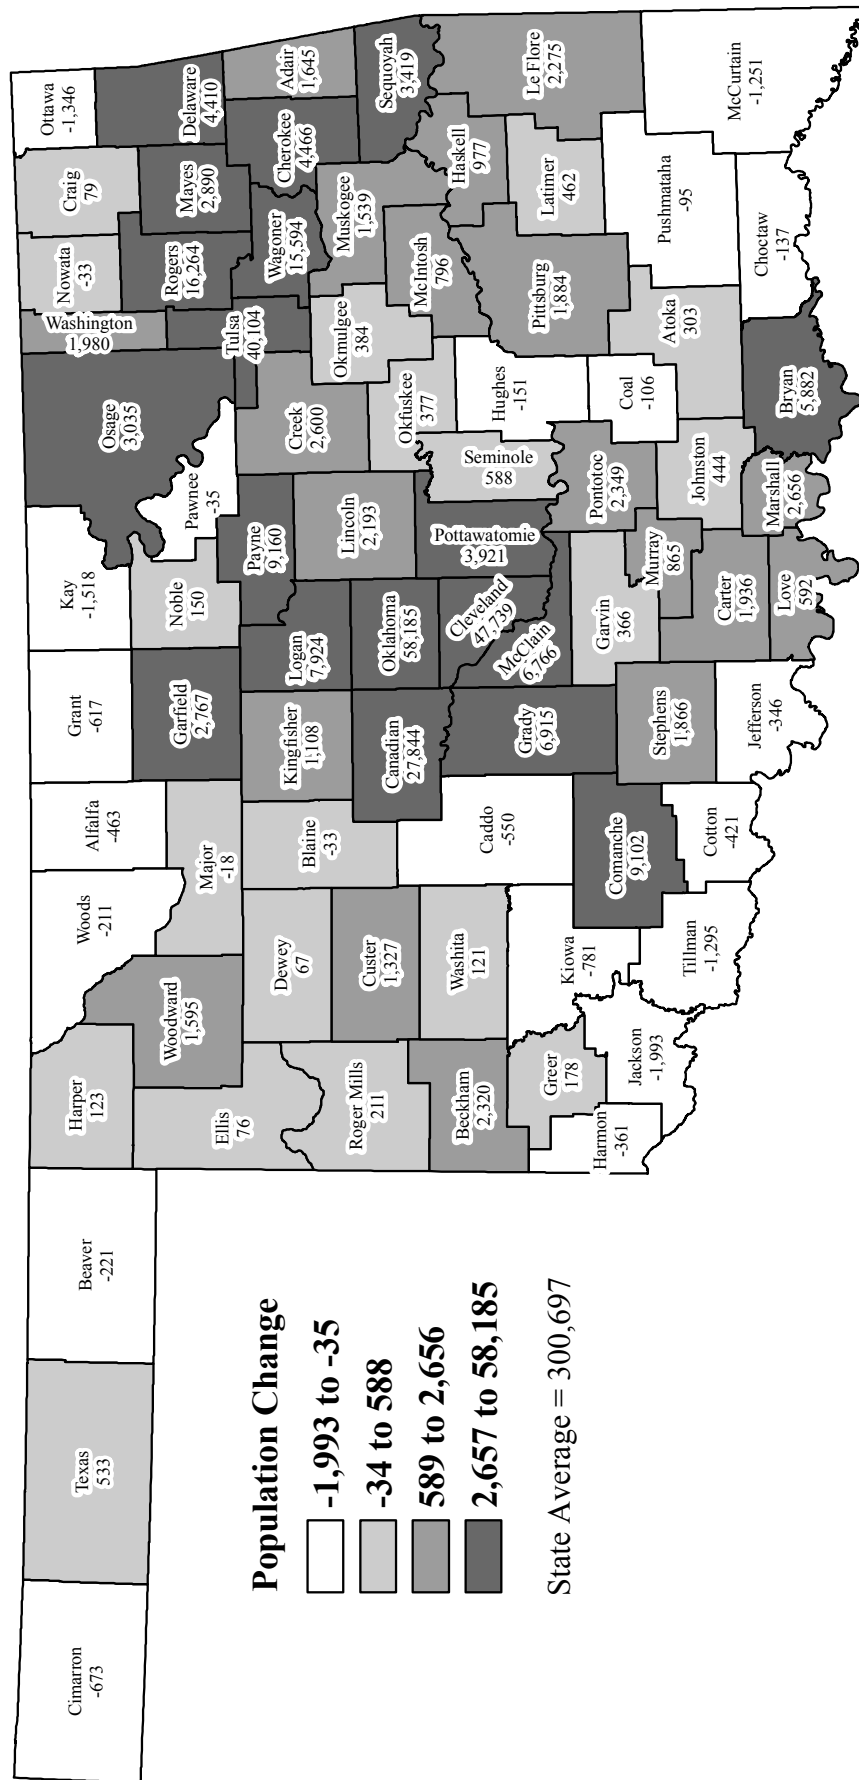 Cimarron
-673
Texas
533
Beaver
-221
Harper
123
Woods
-211
Alfalfa
-463
Grant
-617
Kay
-1,518
Osage
3,035
Washington
1,980
Nowata
-33
Craig
79
Ottawa
-1,346
Ellis
76
Woodward
1,595
Major
-18
Garfield
2,767
Noble
150
Pawnee
-35
Tulsa
40,104
Rogers
16,264
Mayes
2,890
Delaware
4,410
Roger Mills
211
Dewey
67
Blaine
-33
Kingfisher
1,108
Logan
7,924
Payne
9,160
Creek
2,600
Wagoner
15,594
Cherokee
4,466
Adair
1,645
Custer
1,327
Canadian
27,844
Oklahoma
58,185
Lincoln
2,193
Okfuskee
377
Okmulgee
384
Muskogee
1,539
Sequoyah
3,419
Beckham
2,320
Washita
121
Caddo
-550
Grady
6,915
McClain
6,766
Cleveland
47,739
Pottawatomie
3,921
Seminole
588
Hughes
-151
McIntosh
796
Haskell
977
Le Flore
2,275
Greer
178
Kiowa
-781
Comanche
9,102
Stephens
1,866
Garvin
366
Murray
865
Pontotoc
2,349
Coal
-106
Pittsburg
1,884
Latimer
462
Harmon
-361
Jackson
-1,993
Tillman
-1,295
Cotton
-421
Jefferson
-346
Carter
1,936
Johnston
444
Atoka
303
Pushmataha
-95
McCurtain
-1,251
Love
592
Marshall
2,656
Bryan
5,882
Choctaw
-137
Population Change
-1,993 to -35
-34 to 588
589 to 2,656
2,657 to 58,185
State Average = 300,697